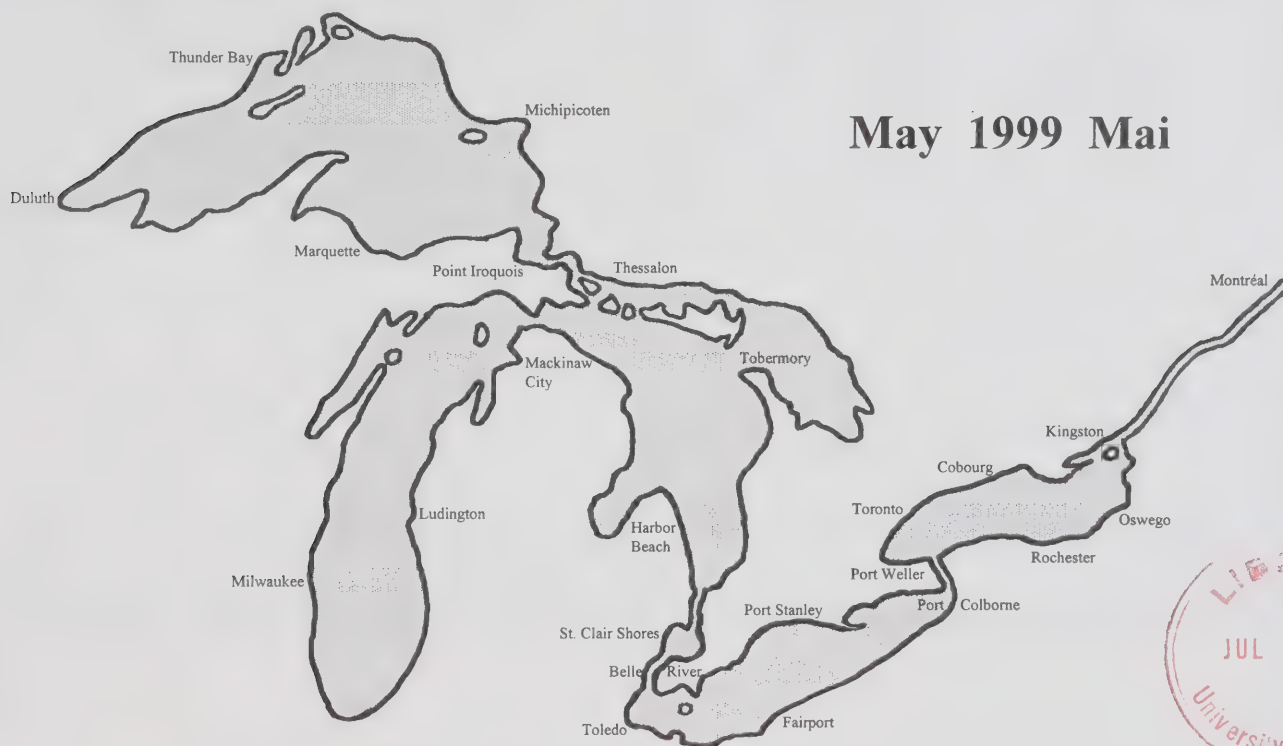 Thunder Bay
Michipicoten
May 1999 Mai
Duluth
Marquette
Point Iroquois
Thessalon
Montréal
Mackinaw
City
Tobermory
Kingston
Cobourg
Ludington
Harbor
Beach
Toronto
Oswego
Rochester
Milwaukee
Port Weller
Port Stanley
Port Colborne
St. Clair Shores
Belle River
JUL
Toledo
Fairport